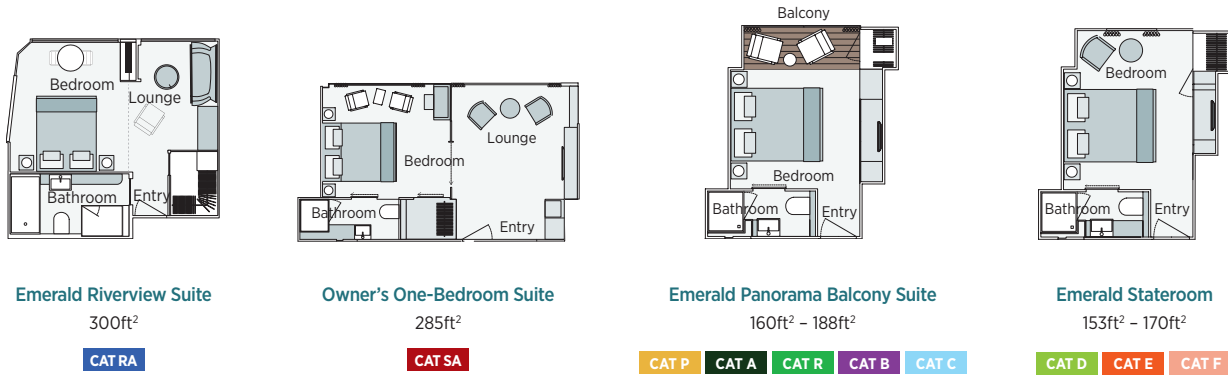 Bedroom
Lounge
Bathroom
Entry
Emerald Riverview Suite
300ft²
CAT RA
Bedroom
Lounge
Bathroom
Entry
Owner's One-Bedroom Suite
285ft²
CAT SA
Balcony
Bedroom
Bathroom
Entry
Emerald Panorama Balcony Suite
160ft² – 188ft²
CAT P CAT A CAT R CAT B CAT C
Bedroom
Bathroom
Entry
Emerald Stateroom
153ft² – 170ft²
CAT D CAT E CAT F